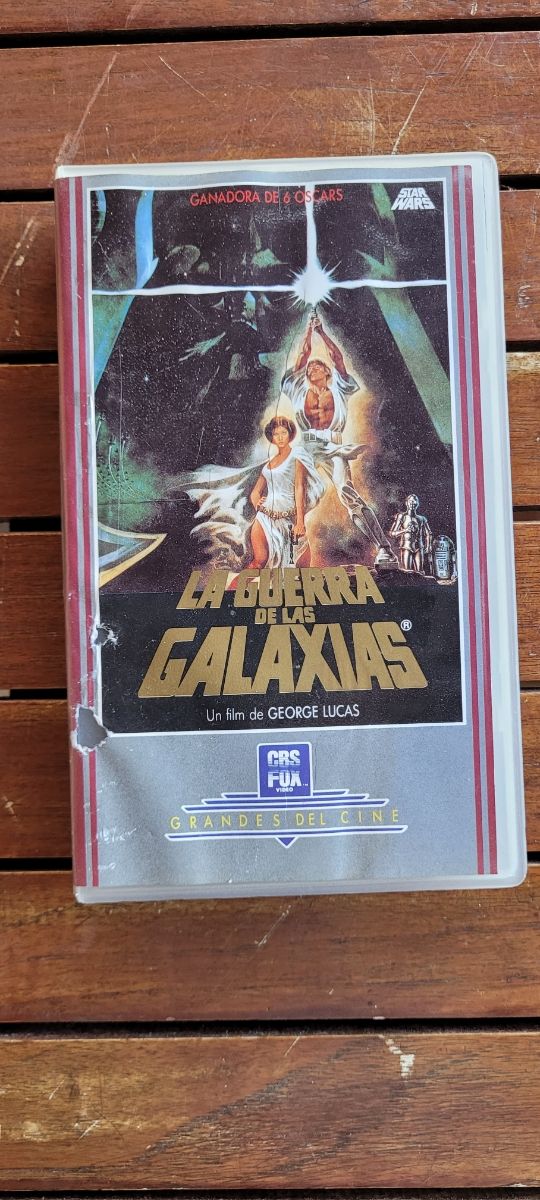 GANADORA DE 6 OSCARS
STAR
WARS
LA GUERRA
DE LAS
GALAXIAS®
Un film de GEORGE LUCAS
CBS
FOX
VIDEO™
GRANDES DEL CINE